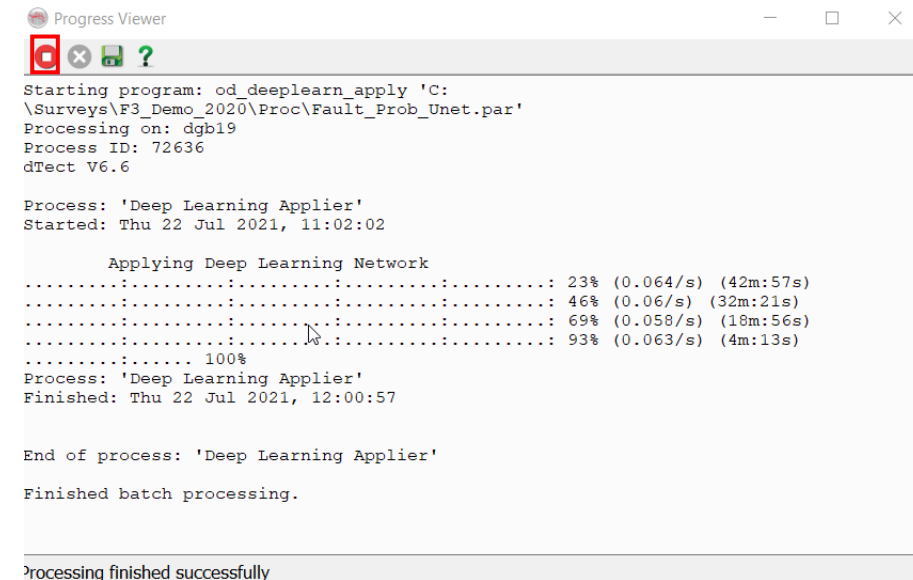 Progress Viewer
?
Starting program: od_deeplearn_apply 'C:
\Surveys\F3_Demo_2020\Proc\Fault_Prob_Unet.par'
Processing on: dgb19
Process ID: 72636
dTect V6.6
Process: 'Deep Learning Applier'
Started: Thu 22 Jul 2021, 11:02:02
Applying Deep Learning Network
.........:.........:.........:.........:.........: 23% (0.064/s) (42m:57s)
.........:.........:.........:.........:.........: 46% (0.06/s) (32m:21s)
.........:.........:.........:.........:.........: 69% (0.058/s) (18m:56s)
.........:.........:.........:.........:.........: 93% (0.063/s) (4m:13s)
.........:...... 100%
Process: 'Deep Learning Applier'
Finished: Thu 22 Jul 2021, 12:00:57
End of process: 'Deep Learning Applier'
Finished batch processing.
Processing finished successfully